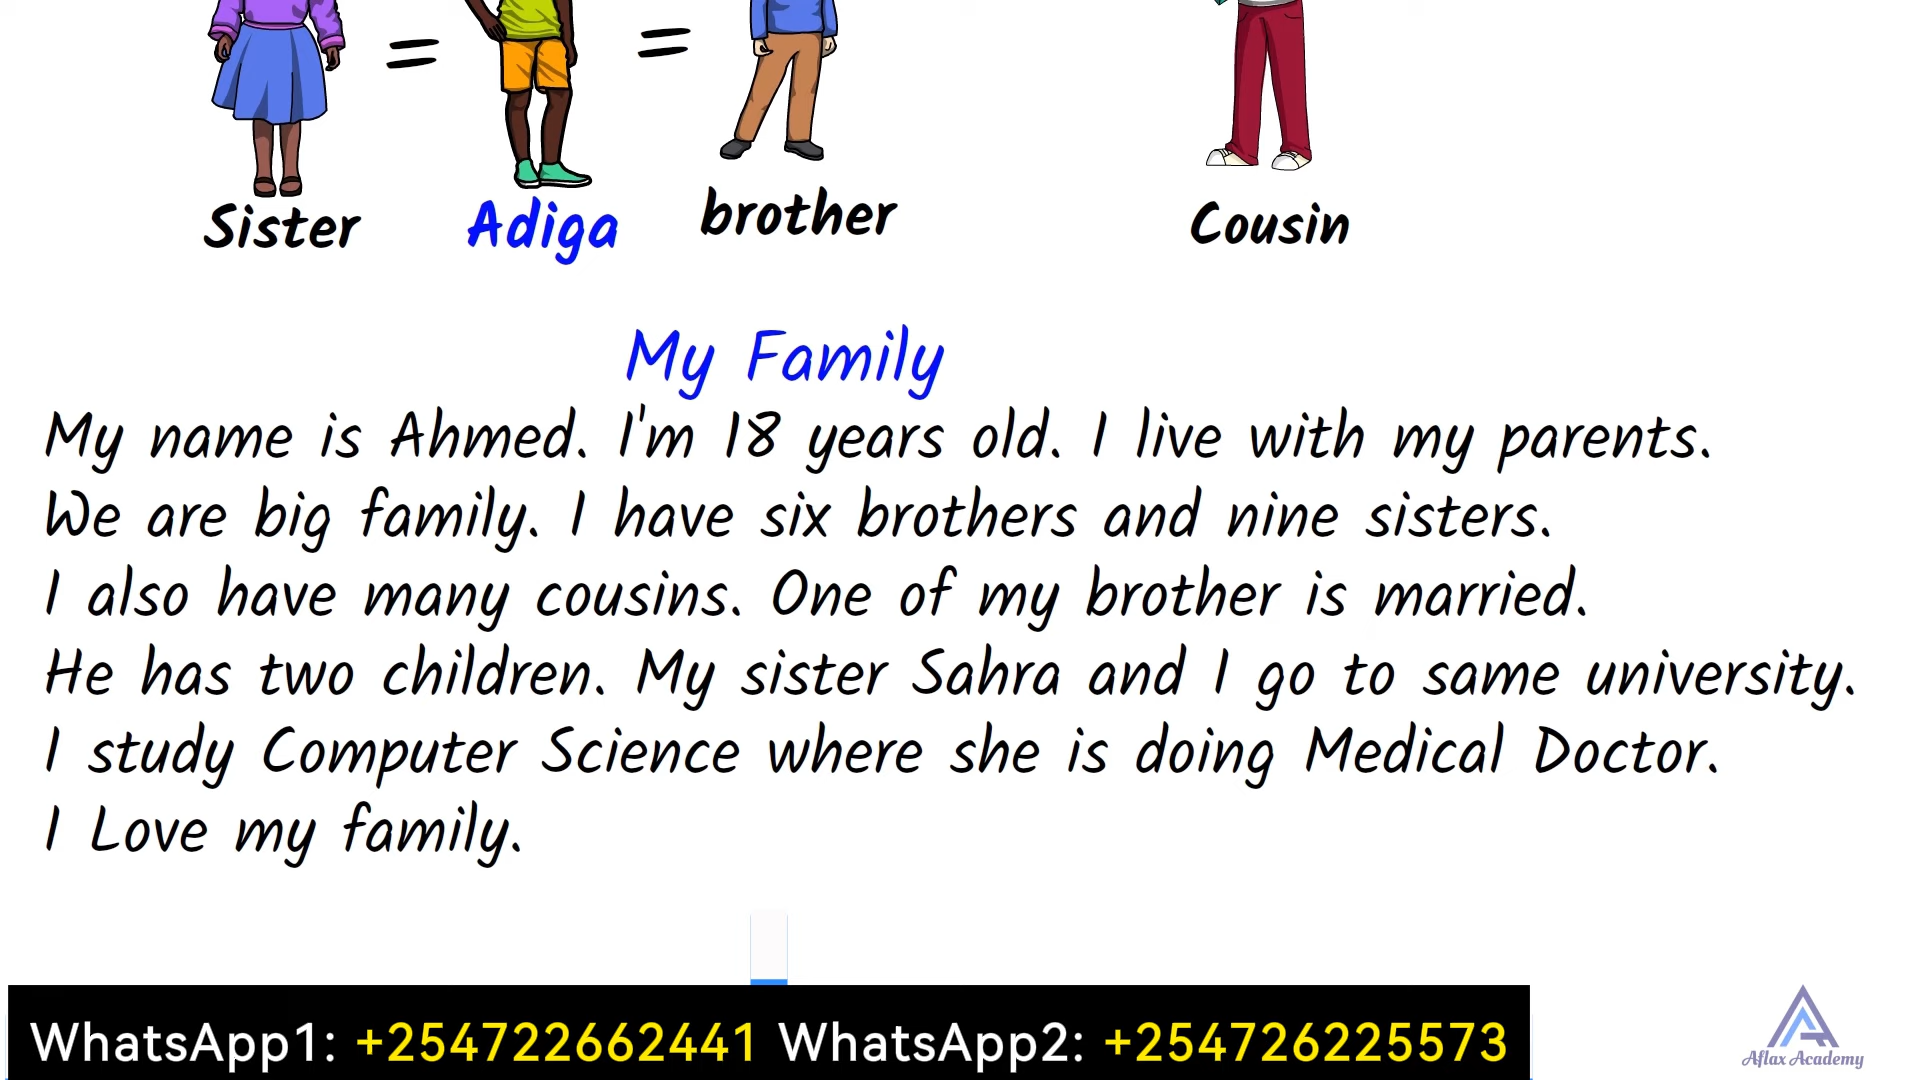 =
=
Sister
Adiga
brother
Cousin
My Family
My name is Ahmed. I'm 18 years old. I live with my parents.
We are big family. I have six brothers and nine sisters.
I also have many cousins. One of my brother is married.
He has two children. My sister Sahra and I go to same university.
I study Computer Science where she is doing Medical Doctor.
I Love my family.
WhatsApp1: +254722662441 WhatsApp2: +254726225573
Aflax Academy